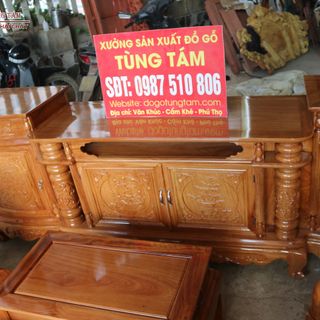 XƯỞNG SẢN XUẤT ĐỒ GỖ
TÙNG TÁM
SĐT: 0987 510 806
Website: dogotungtam.com
Địa chỉ: Văn Khúc - Cẩm Khê - Phú Thọ